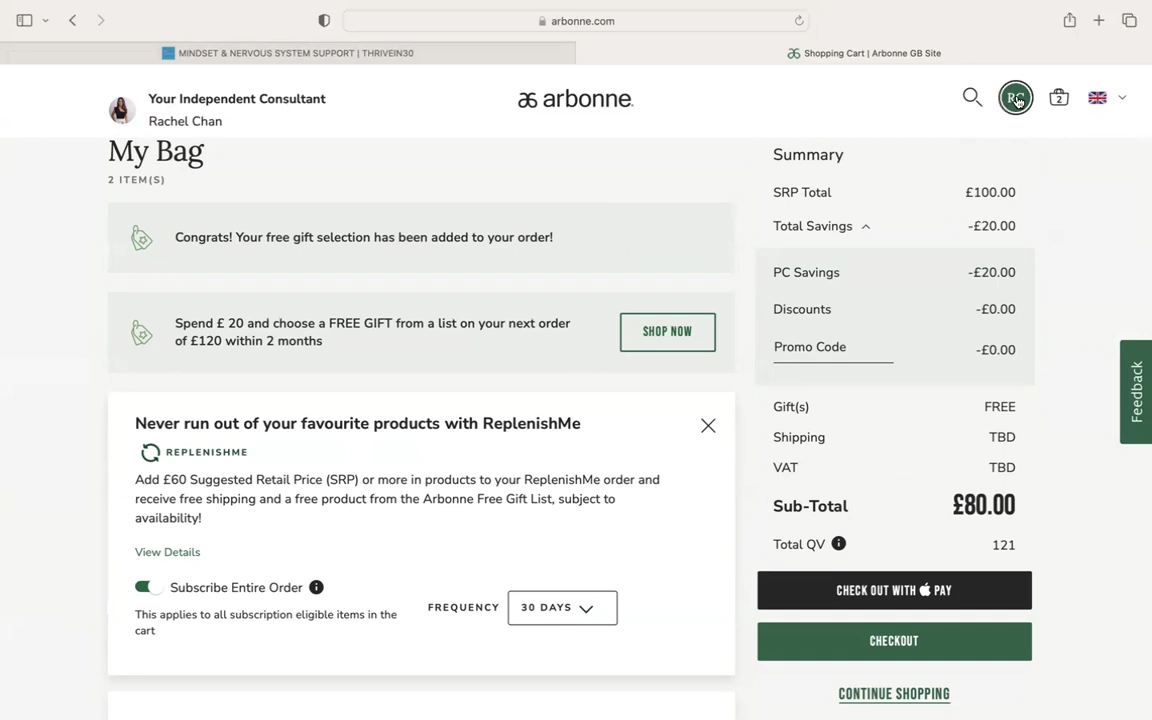 arbonne.com
MINDSET & NERVOUS SYSTEM SUPPORT | THRIVEIN30
Shopping Cart | Arbonne GB Site
Your Independent Consultant
Rachel Chan
arbonne
RC
2
My Bag
2 ITEM(S)
Congrats! Your free gift selection has been added to your order!
Spend £ 20 and choose a FREE GIFT from a list on your next order
of £120 within 2 months
SHOP NOW
Never run out of your favourite products with ReplenishMe
REPLENISHME
Add £60 Suggested Retail Price (SRP) or more in products to your ReplenishMe order and
receive free shipping and a free product from the Arbonne Free Gift List, subject to
availability!
View Details
Subscribe Entire Order
This applies to all subscription eligible items in the
cart
FREQUENCY
30 DAYS
Summary
SRP Total £100.00
Total Savings -£20.00
PC Savings -£20.00
Discounts -£0.00
Promo Code -£0.00
Gift(s) FREE
Shipping TBD
VAT TBD
Sub-Total £80.00
Total QV 121
CHECK OUT WITH PAY
CHECKOUT
CONTINUE SHOPPING
Feedback